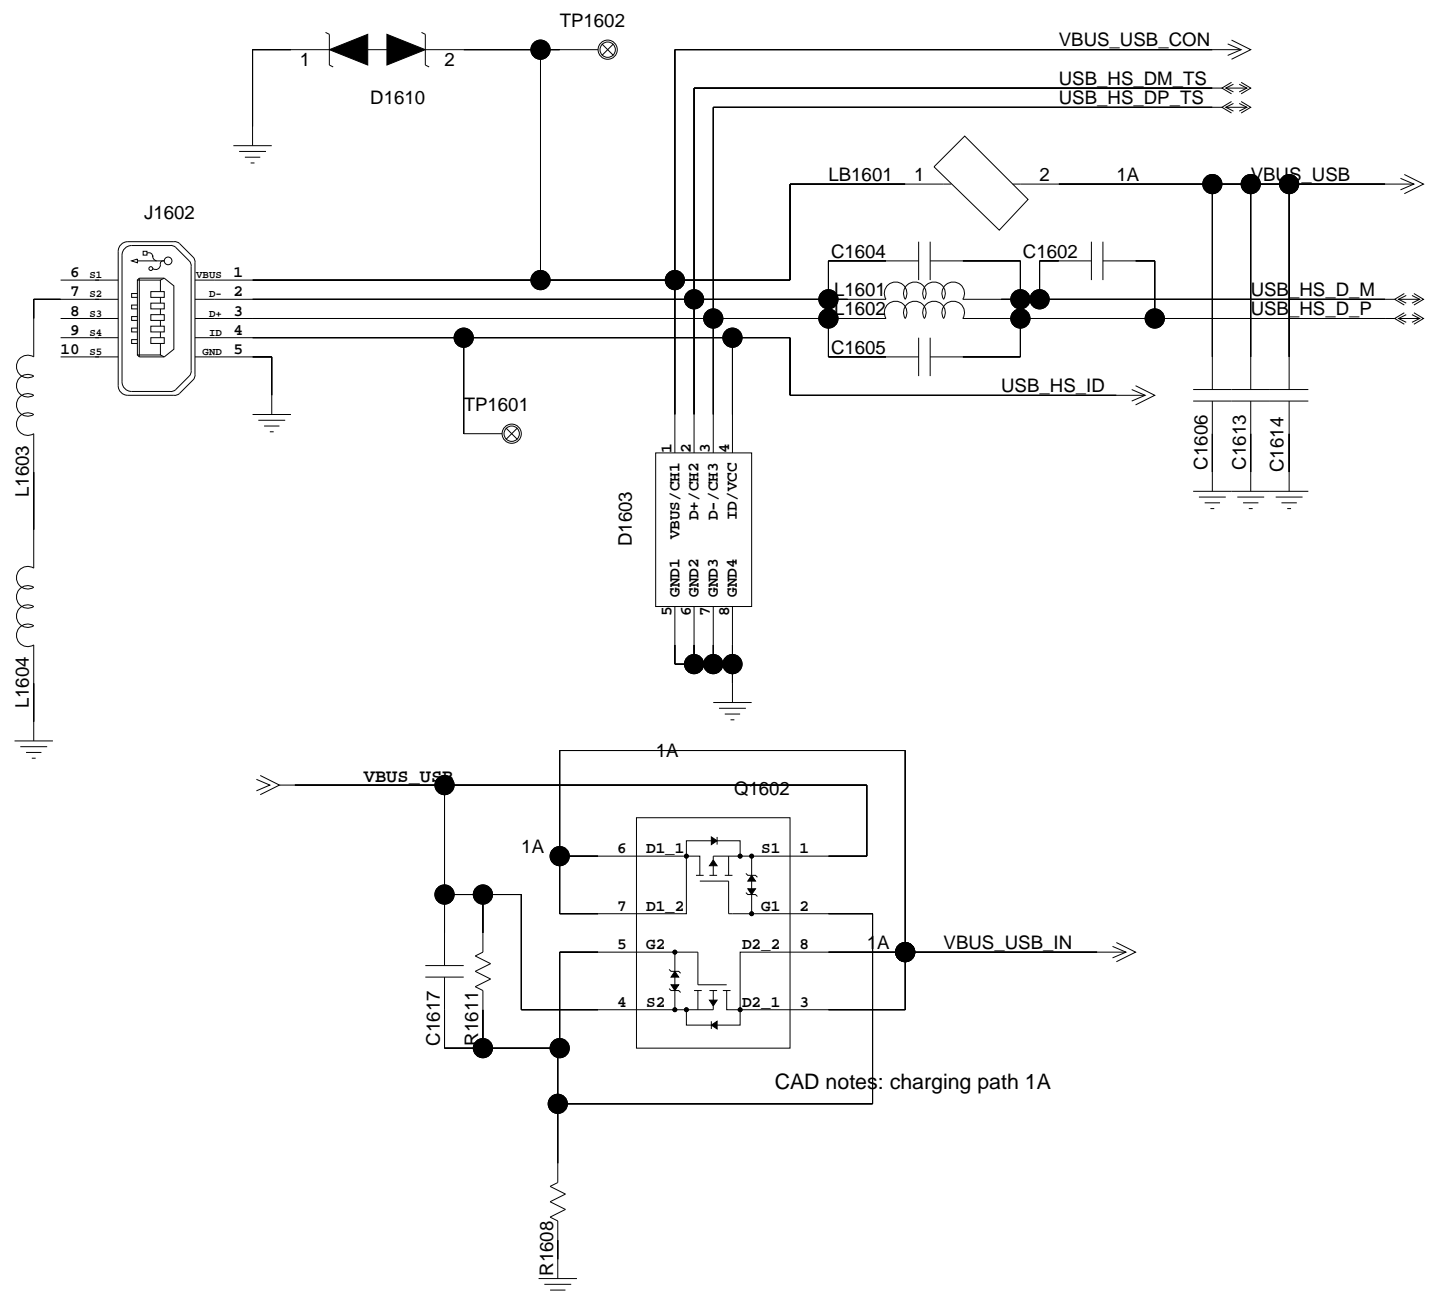 TP1602
VBUS_USB_CON
1
2
D1610
USB_HS_DM_TS
USB_HS_DP_TS
LB1601
1
2
1A
VBUS_USB
J1602
C1604
C1602
6 S1
VBUS 1
7 S2
D- 2
L1601
USB_HS_D_M
8 S3
D+ 3
L1602
USB_HS_D_P
9 S4
ID 4
10 S5
GND 5
C1605
USB_HS_ID
TP1601
L1603
L1604
C1606
C1613
C1614
D1603
1 2 3 4
VBUS/CH1
D+/CH2
D-/CH3
ID/VCC
GND1
GND2
GND3
GND4
5 6 7 8
1A
VBUS_USB
Q1602
1A
6 D1_1
S1 1
7 D1_2
G1 2
5 G2
D2_2 8
1A
VBUS_USB_IN
4 S2
D2_1 3
C1617
R1611
CAD notes: charging path 1A
R1608